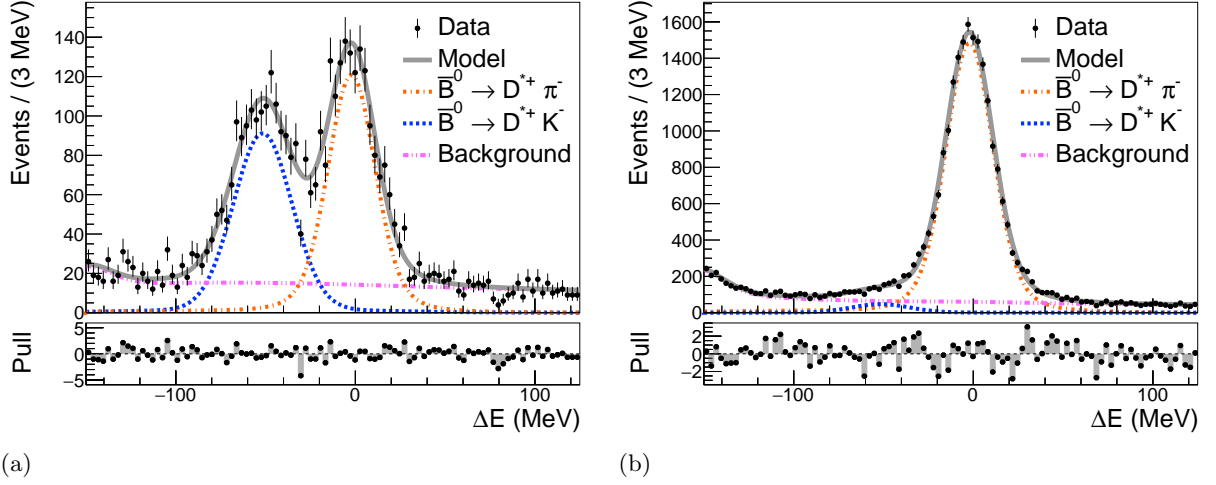 140
120
100
80
60
40
20
0
Events / (3 MeV)
Data
Model
B̅⁰ → D*⁺ π⁻
B̅⁰ → D*⁺ K⁻
Background
5
0
−5
Pull
−100 0 100
ΔE (MeV)
(a)
1600
1400
1200
1000
800
600
400
200
0
Events / (3 MeV)
Data
Model
B̅⁰ → D*⁺ π⁻
B̅⁰ → D*⁺ K⁻
Background
2
0
−2
Pull
−100 0 100
ΔE (MeV)
(b)